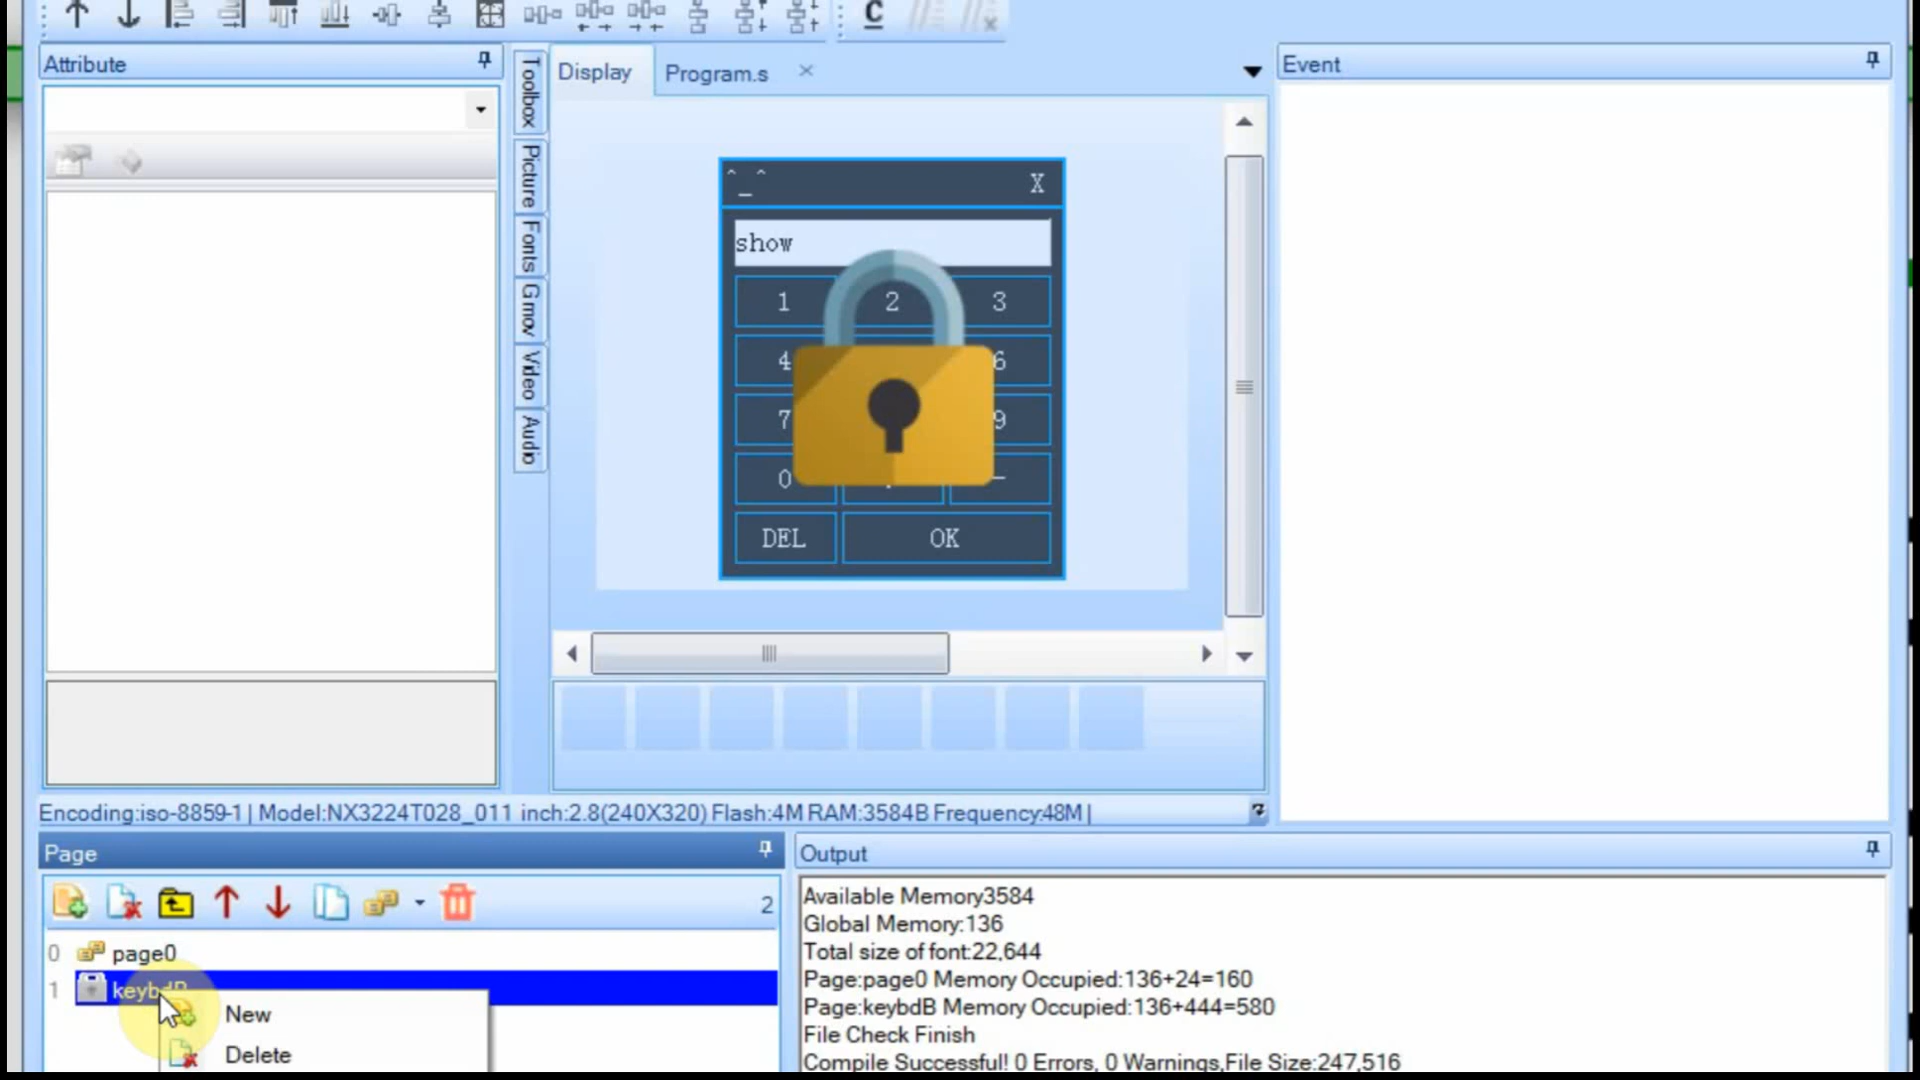 C
Attribute
Toolbox
Picture
Fonts
Gmov
Video
Audio
Display
Program.s
Event
^_^
X
show
1
2
3
4
6
7
9
0
.
-
DEL
OK
Encoding:iso-8859-1 | Model:NX3224T028_011 inch:2.8(240X320) Flash:4M RAM:3584B Frequency:48M |
Page
2
0 page0
1 keybdB
New
Delete
Output
Available Memory3584
Global Memory:136
Total size of font:22,644
Page:page0 Memory Occupied:136+24=160
Page:keybdB Memory Occupied:136+444=580
File Check Finish
Compile Successful! 0 Errors, 0 Warnings,File Size:247,516